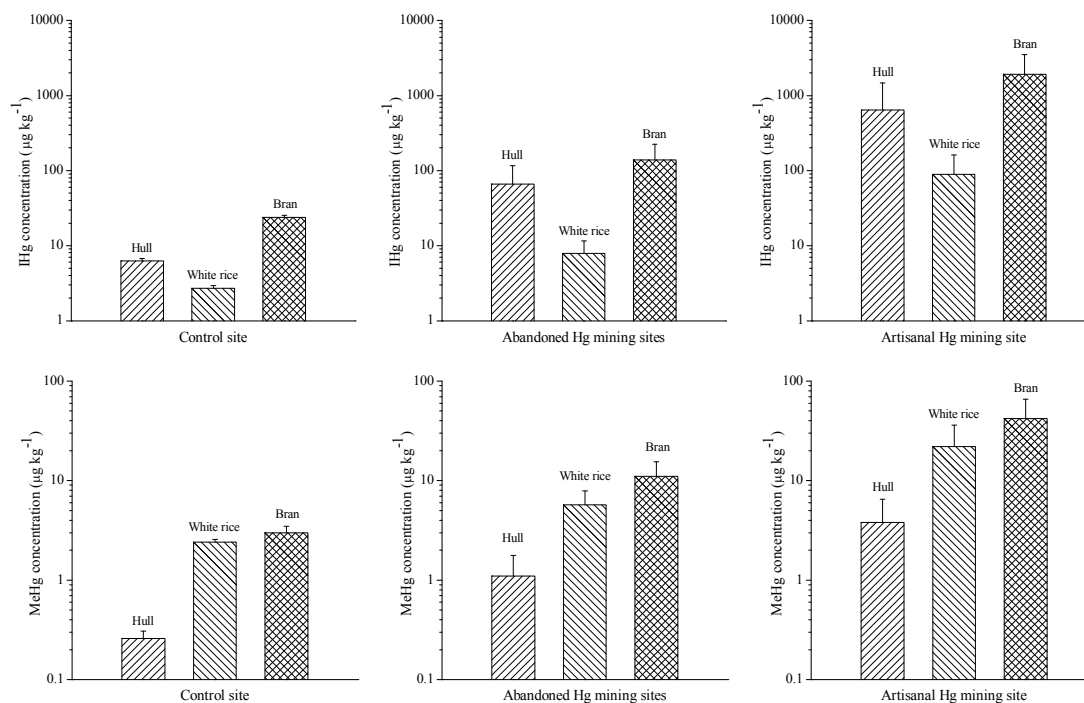 10000
1000
100
10
1
IHg concentration (μg kg⁻¹)
Hull
White rice
Bran
Control site
10000
1000
100
10
1
IHg concentration (μg kg⁻¹)
Hull
White rice
Bran
Abandoned Hg mining sites
10000
1000
100
10
1
IHg concentration (μg kg⁻¹)
Hull
White rice
Bran
Artisanal Hg mining site
100
10
1
0.1
MeHg concentration (μg kg⁻¹)
Hull
White rice
Bran
Control site
100
10
1
0.1
MeHg concentration (μg kg⁻¹)
Hull
White rice
Bran
Abandoned Hg mining sites
100
10
1
0.1
MeHg concentration (μg kg⁻¹)
Hull
White rice
Bran
Artisanal Hg mining site